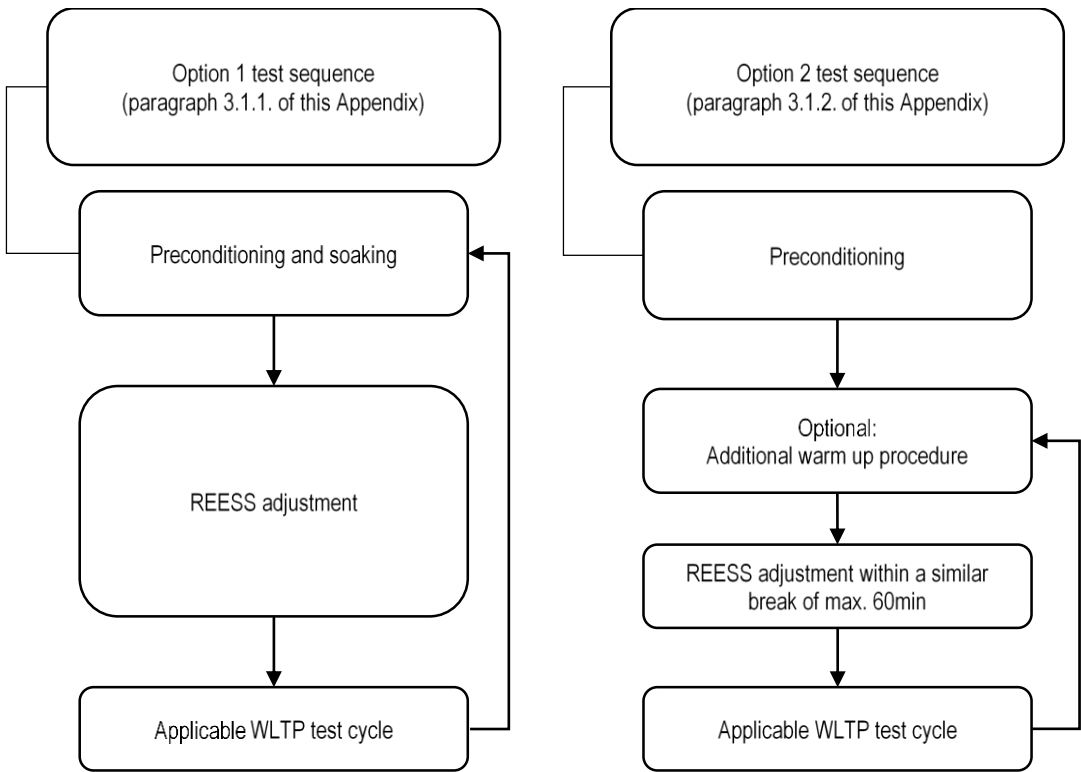 Option 1 test sequence
(paragraph 3.1.1. of this Appendix)
Preconditioning and soaking
REESS adjustment
Applicable WLTP test cycle
Option 2 test sequence
(paragraph 3.1.2. of this Appendix)
Preconditioning
Optional:
Additional warm up procedure
REESS adjustment within a similar
break of max. 60min
Applicable WLTP test cycle